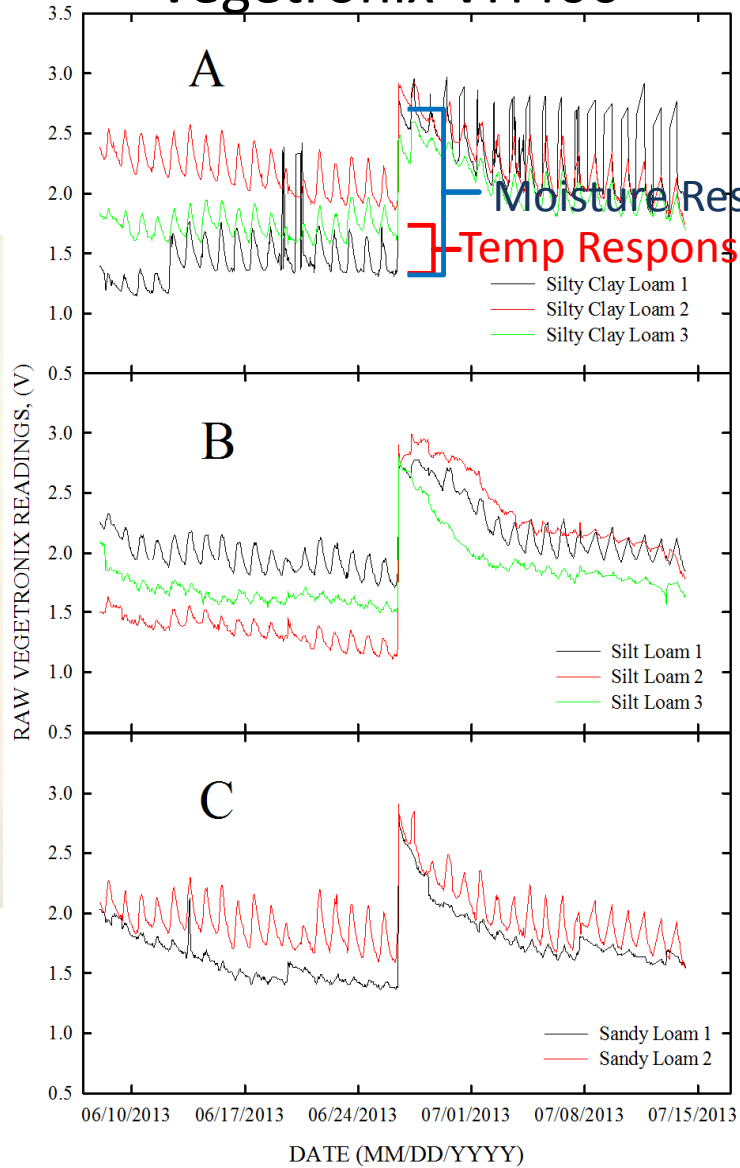 3.5
A
3.0
2.5
2.0
Moisture Res
1.5
Temp Respons
Silty Clay Loam 1
1.0
Silty Clay Loam 2
Silty Clay Loam 3
0.5
RAW VEGETRONIX READINGS, (V)
B
3.0
2.5
2.0
1.5
Silt Loam 1
1.0
Silt Loam 2
Silt Loam 3
0.5
C
3.0
2.5
2.0
1.5
1.0
Sandy Loam 1
Sandy Loam 2
0.5
06/10/2013 06/17/2013 06/24/2013 07/01/2013 07/08/2013 07/15/2013
DATE (MM/DD/YYYY)